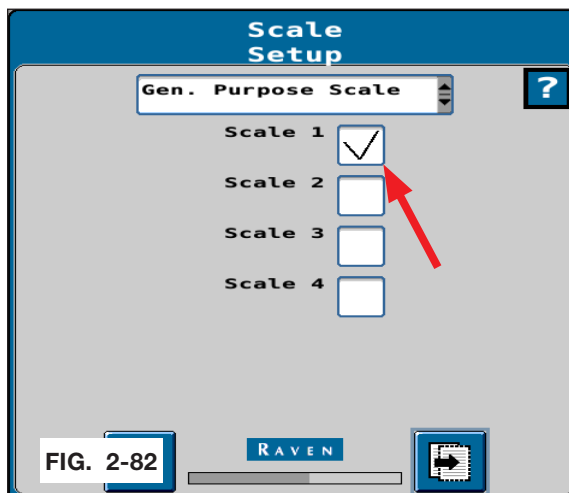 Scale
Setup
Gen. Purpose Scale
?
Scale 1
Scale 2
Scale 3
Scale 4
RAVEN
FIG. 2-82